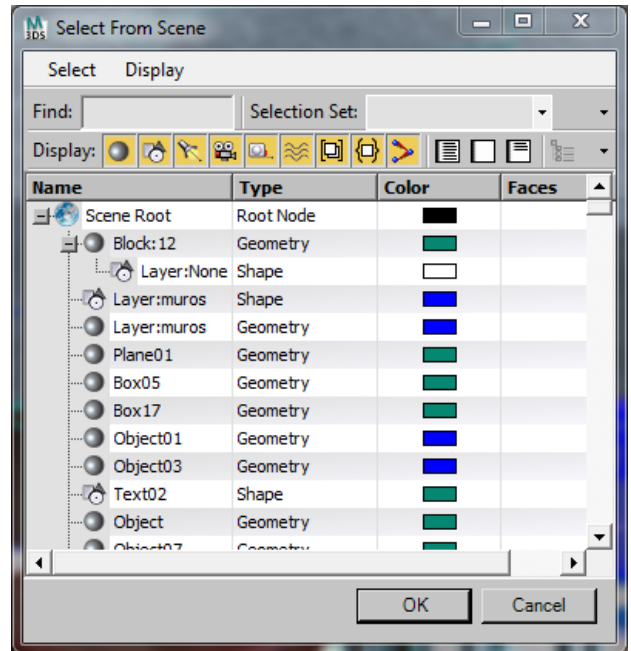 M 3DS Select From Scene
Select Display
Find: Selection Set:
Display:
Name Type Color Faces
Scene Root Root Node
Block:12 Geometry
Layer:None Shape
Layer:muros Shape
Layer:muros Geometry
Plane01 Geometry
Box05 Geometry
Box17 Geometry
Object01 Geometry
Object03 Geometry
Text02 Shape
Object Geometry
Object07 Geometry
OK Cancel